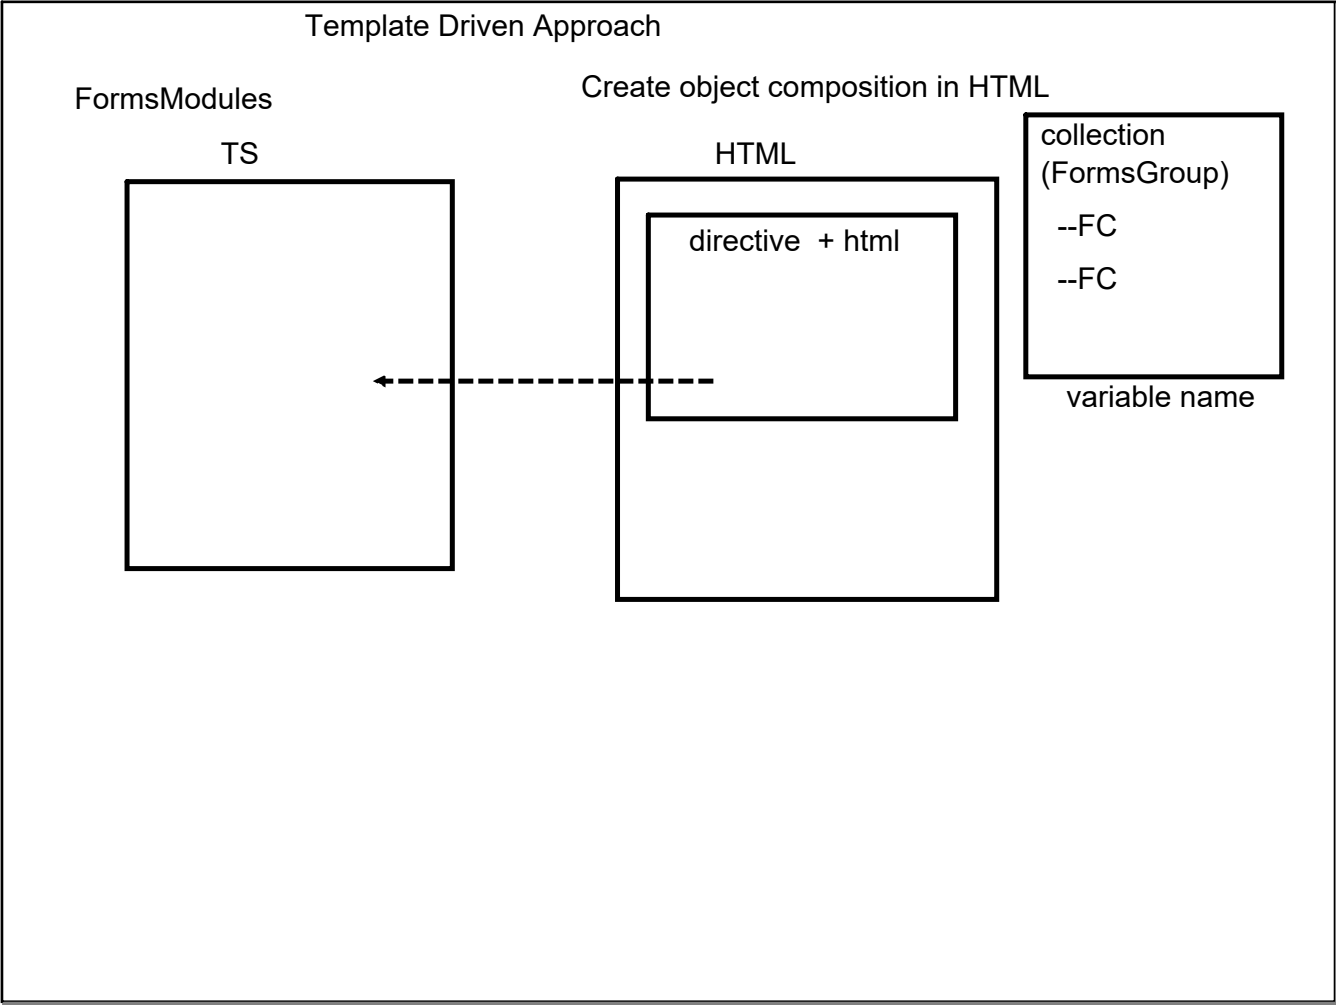 Template Driven Approach
FormsModules
Create object composition in HTML
TS
HTML
directive + html
collection
(FormsGroup)
--FC
--FC
variable name